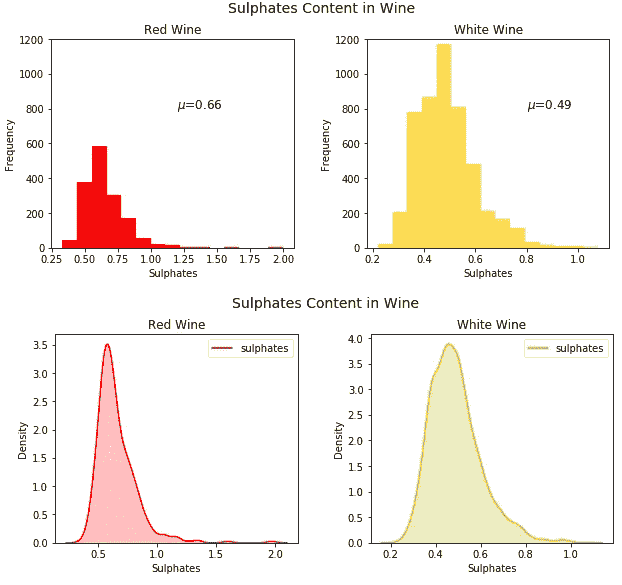 Sulphates Content in Wine
Red Wine
White Wine
1200
1000
800
600
400
200
0
Frequency
μ=0.66
0.25 0.50 0.75 1.00 1.25 1.50 1.75 2.00
Sulphates
1200
1000
800
600
400
200
0
Frequency
μ=0.49
0.2 0.4 0.6 0.8 1.0
Sulphates
Sulphates Content in Wine
Red Wine
White Wine
3.5
3.0
2.5
2.0
1.5
1.0
0.5
0.0
Density
sulphates
0.5 1.0 1.5 2.0
Sulphates
4.0
3.5
3.0
2.5
2.0
1.5
1.0
0.5
0.0
Density
sulphates
0.2 0.4 0.6 0.8 1.0
Sulphates